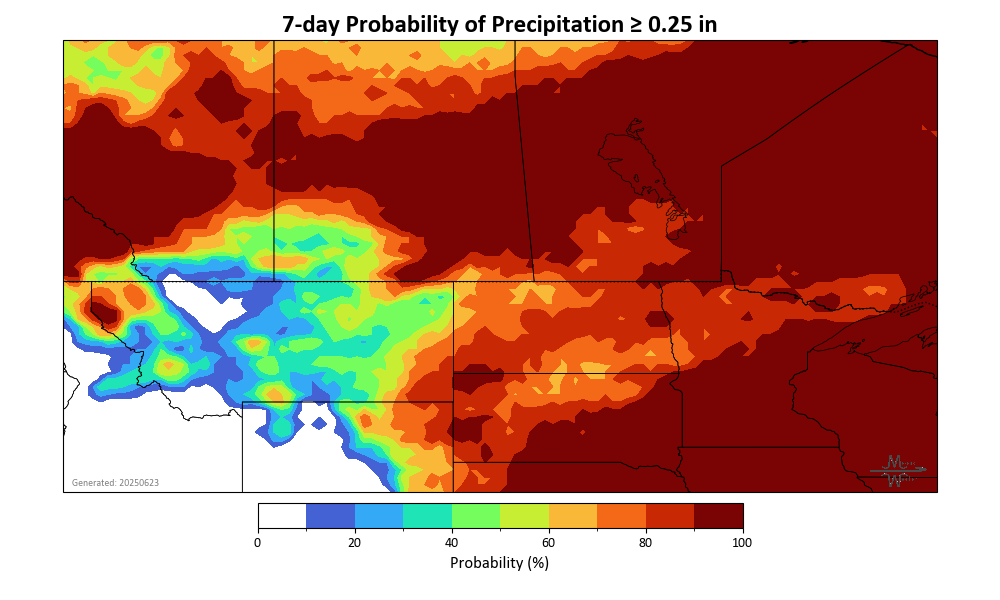 7-day Probability of Precipitation ≥ 0.25 in
Generated: 20250623
0 20 40 60 80 100
Probability (%)